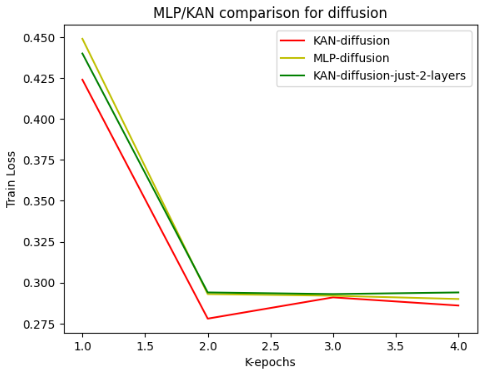 MLP/KAN comparison for diffusion
KAN-diffusion
MLP-diffusion
KAN-diffusion-just-2-layers
0.450
0.425
0.400
0.375
0.350
0.325
0.300
0.275
Train Loss
1.0 1.5 2.0 2.5 3.0 3.5 4.0
K-epochs